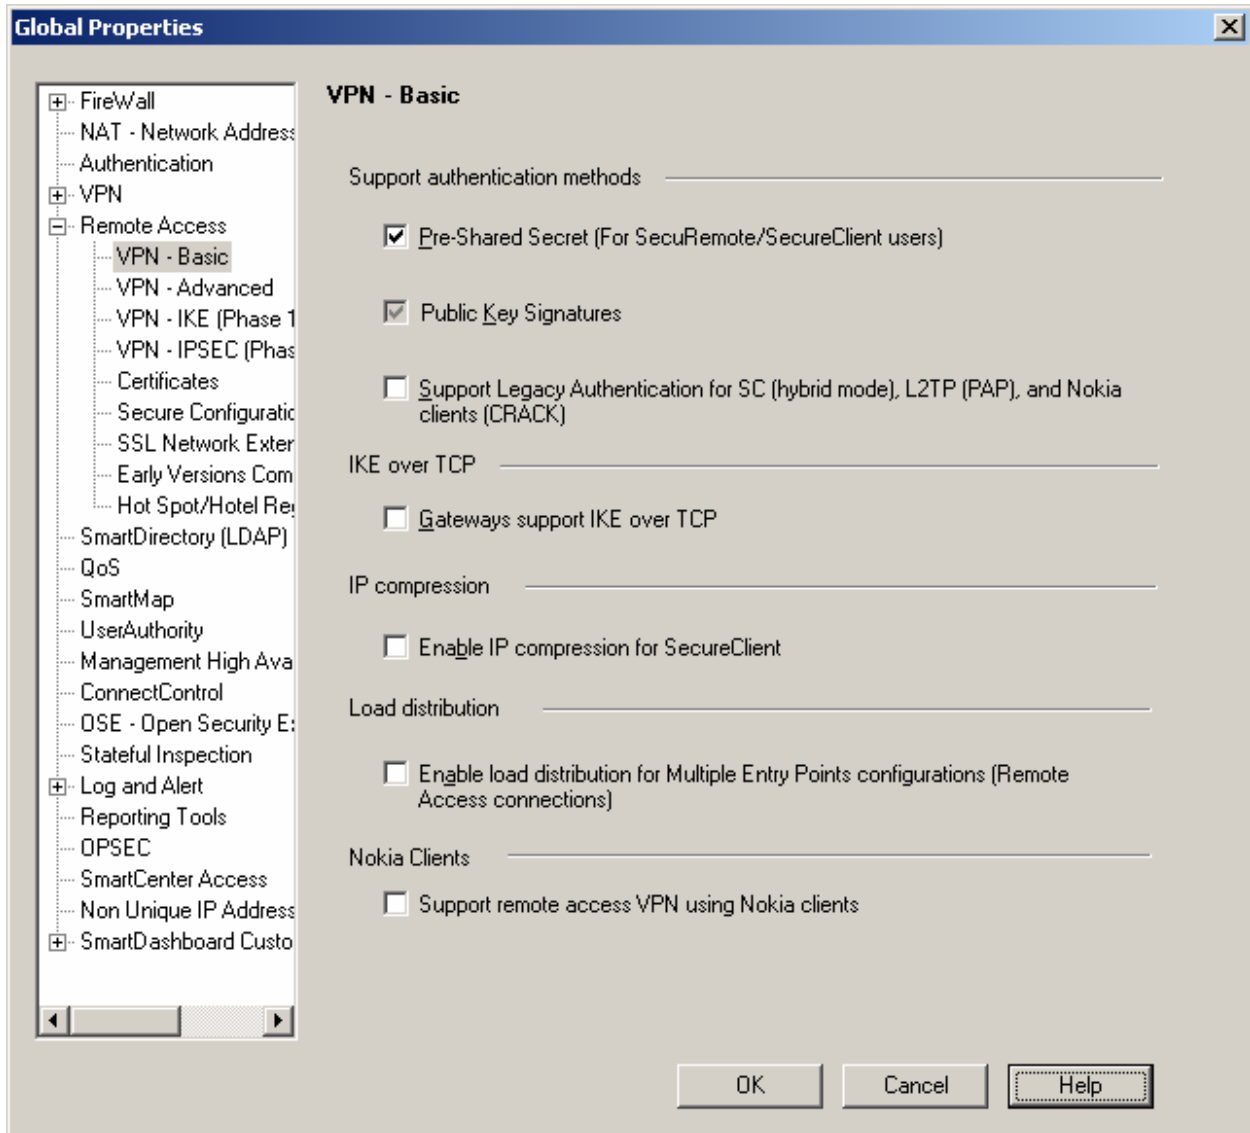 Global Properties
FireWall
NAT - Network Address
Authentication
VPN
Remote Access
VPN - Basic
VPN - Advanced
VPN - IKE (Phase 1
VPN - IPSEC (Phas
Certificates
Secure Configuratic
SSL Network Exter
Early Versions Com
Hot Spot/Hotel Reg
SmartDirectory (LDAP)
QoS
SmartMap
UserAuthority
Management High Ava
ConnectControl
OSE - Open Security E
Stateful Inspection
Log and Alert
Reporting Tools
OPSEC
SmartCenter Access
Non Unique IP Address
SmartDashboard Custo
VPN - Basic
Support authentication methods
Pre-Shared Secret (For SecuRemote/SecureClient users)
Public Key Signatures
Support Legacy Authentication for SC (hybrid mode), L2TP (PAP), and Nokia
clients (CRACK)
IKE over TCP
Gateways support IKE over TCP
IP compression
Enable IP compression for SecureClient
Load distribution
Enable load distribution for Multiple Entry Points configurations (Remote
Access connections)
Nokia Clients
Support remote access VPN using Nokia clients
OK
Cancel
Help